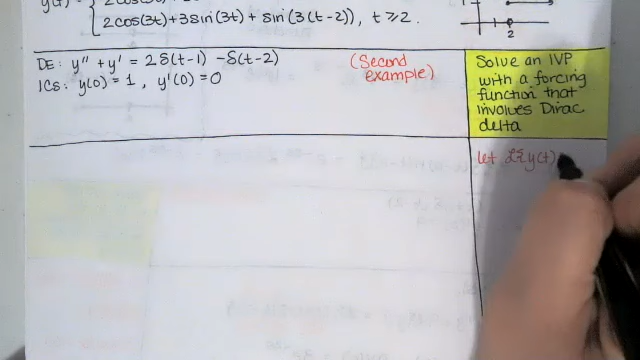 2cos(3t)+3sin(3t)+ sin(3(t-2)), t≥2.
2
DE: y'' + y' = 2δ(t-1) -δ(t-2)
ICs: y(0) = 1, y'(0) = 0
(Second
example)
Solve an IVP
with a forcing
function that
involves Dirac
delta
let ℒ{y(t)